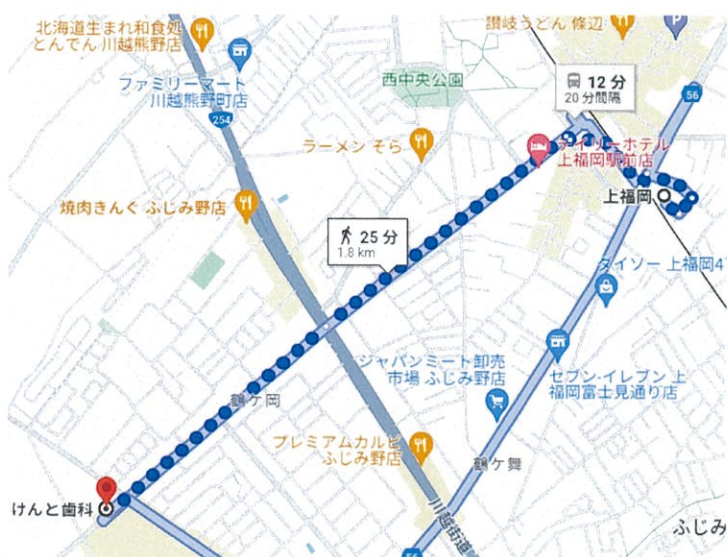 北海道生まれ和食処
とんでん 川越熊野店
讃岐うどん 條辺
P
ファミリーマート
川越熊野町店
西中央公園
12 分
20 分間隔
56
254
ラーメン そら
デイリーホテル
上福岡駅前店
焼肉きんぐ ふじみ野店
上福岡
25 分
1.8 km
ダイソー 上福岡4
ジャパンミート卸売
市場 ふじみ野店
セブン-イレブン 上
福岡富士見通り店
鶴ケ岡
プレミアムカルビ
ふじみ野店
鶴ケ舞
けんと歯科
川越街道
ふじみ
56